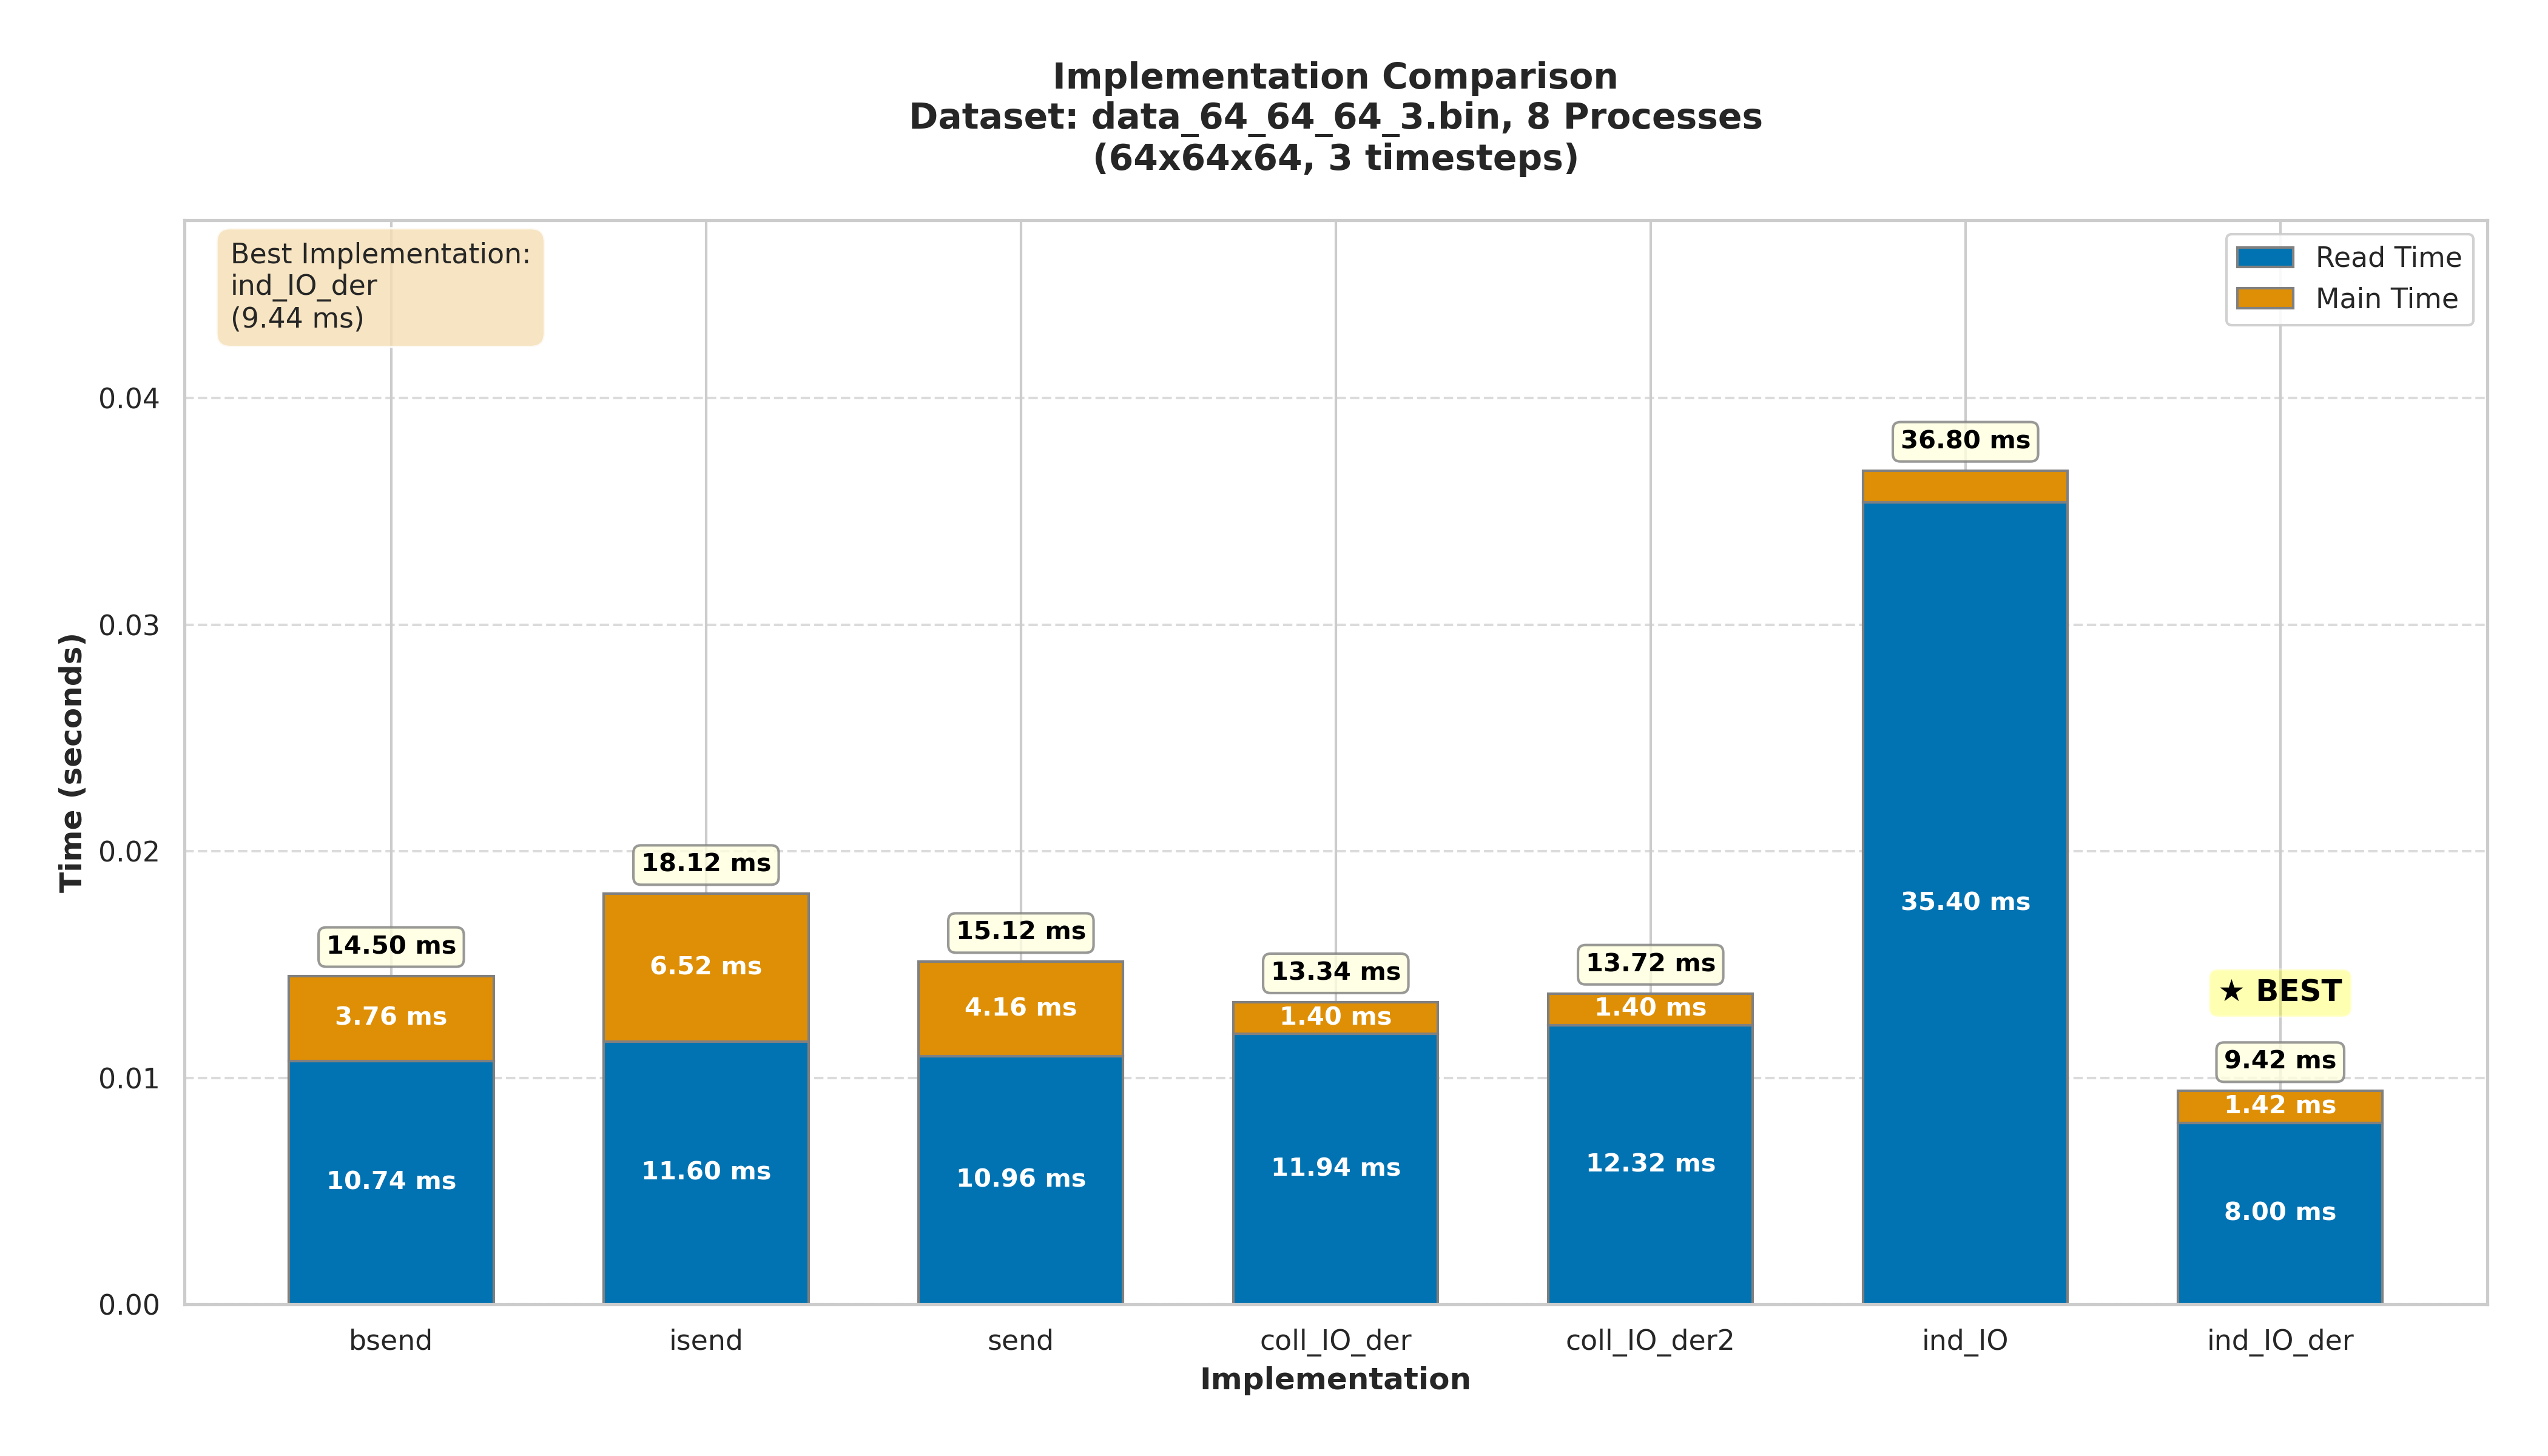 Implementation Comparison
Dataset: data_64_64_64_3.bin, 8 Processes
(64x64x64, 3 timesteps)
Best Implementation:
ind_IO_der
(9.44 ms)
Read Time
Main Time
Time (seconds)
0.04
0.03
0.02
0.01
0.00
14.50 ms
3.76 ms
10.74 ms
18.12 ms
6.52 ms
11.60 ms
15.12 ms
4.16 ms
10.96 ms
13.34 ms
1.40 ms
11.94 ms
13.72 ms
1.40 ms
12.32 ms
36.80 ms
35.40 ms
★ BEST
9.42 ms
1.42 ms
8.00 ms
bsend
isend
send
coll_IO_der
coll_IO_der2
ind_IO
ind_IO_der
Implementation